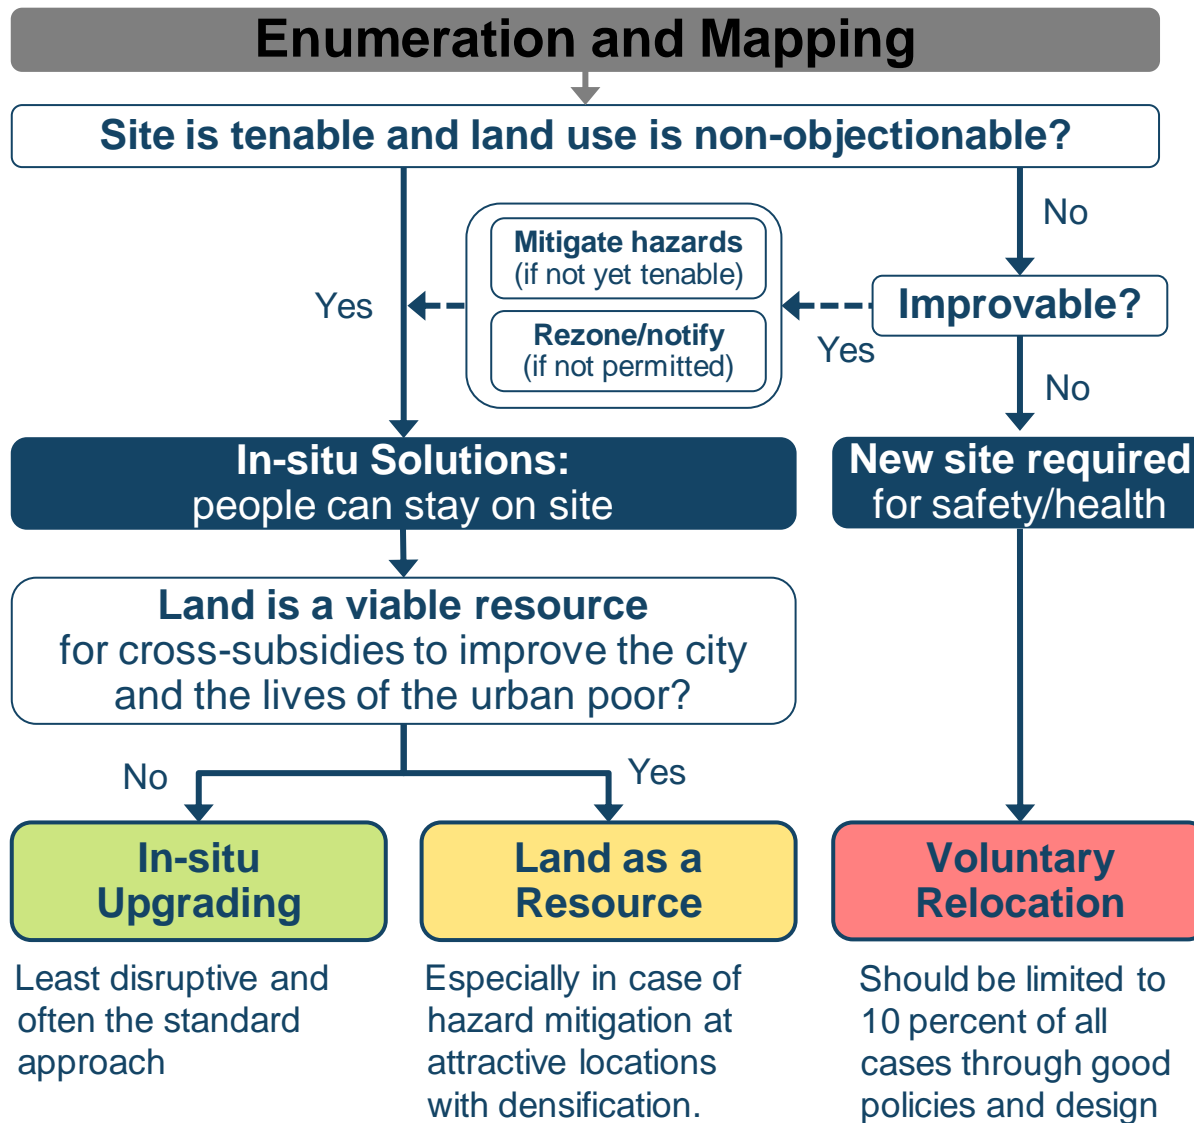 Enumeration and Mapping
Site is tenable and land use is non-objectionable?
No
Mitigate hazards
(if not yet tenable)
Yes
Improvable?
Rezone/notify
(if not permitted)
Yes
No
In-situ Solutions:
people can stay on site
New site required
for safety/health
Land is a viable resource
for cross-subsidies to improve the city
and the lives of the urban poor?
No
Yes
In-situ
Upgrading
Land as a
Resource
Voluntary
Relocation
Least disruptive and
often the standard
approach
Especially in case of
hazard mitigation at
attractive locations
with densification.
Should be limited to
10 percent of all
cases through good
policies and design